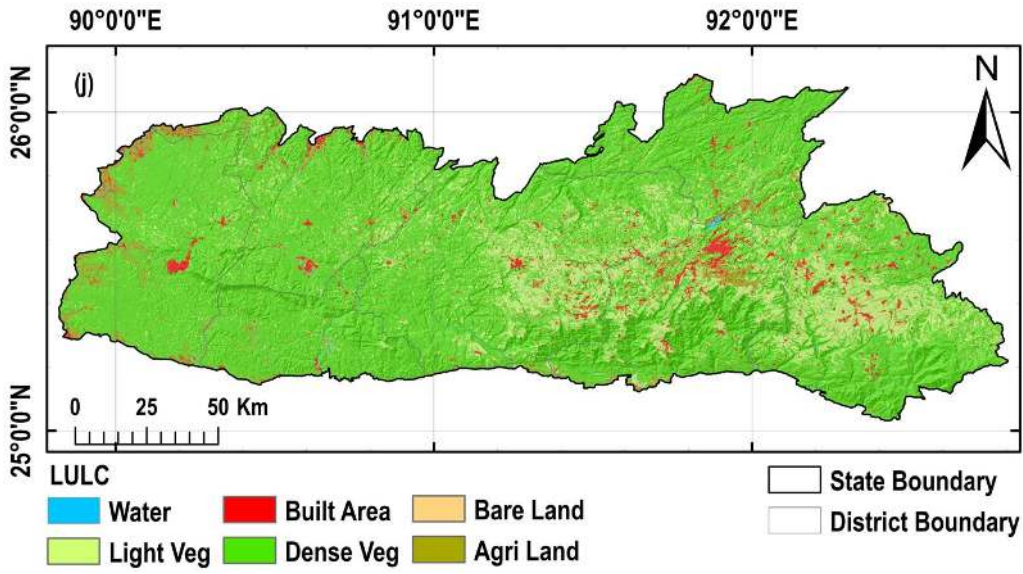 90°0'0"E 91°0'0"E 92°0'0"E
26°0'0"N
(j)
N
0 25 50 Km
25°0'0"N
LULC
Water Built Area Bare Land
Light Veg Dense Veg Agri Land
State Boundary
District Boundary